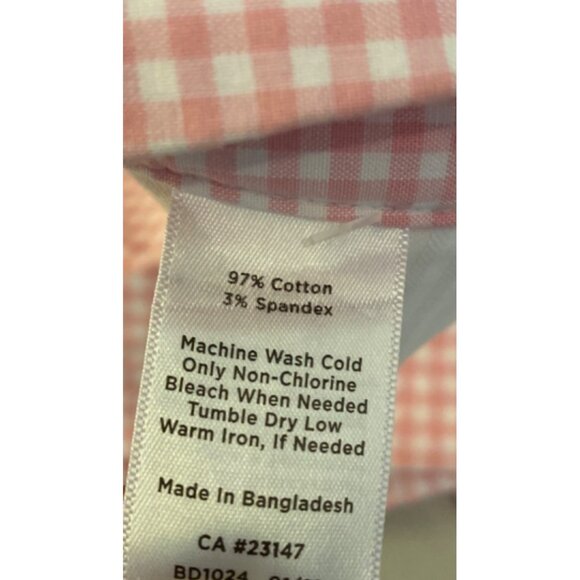 97% Cotton
3% Spandex
Machine Wash Cold
Only Non-Chlorine
Bleach When Needed
Tumble Dry Low
Warm Iron, If Needed
Made In Bangladesh
CA #23147
BD1024